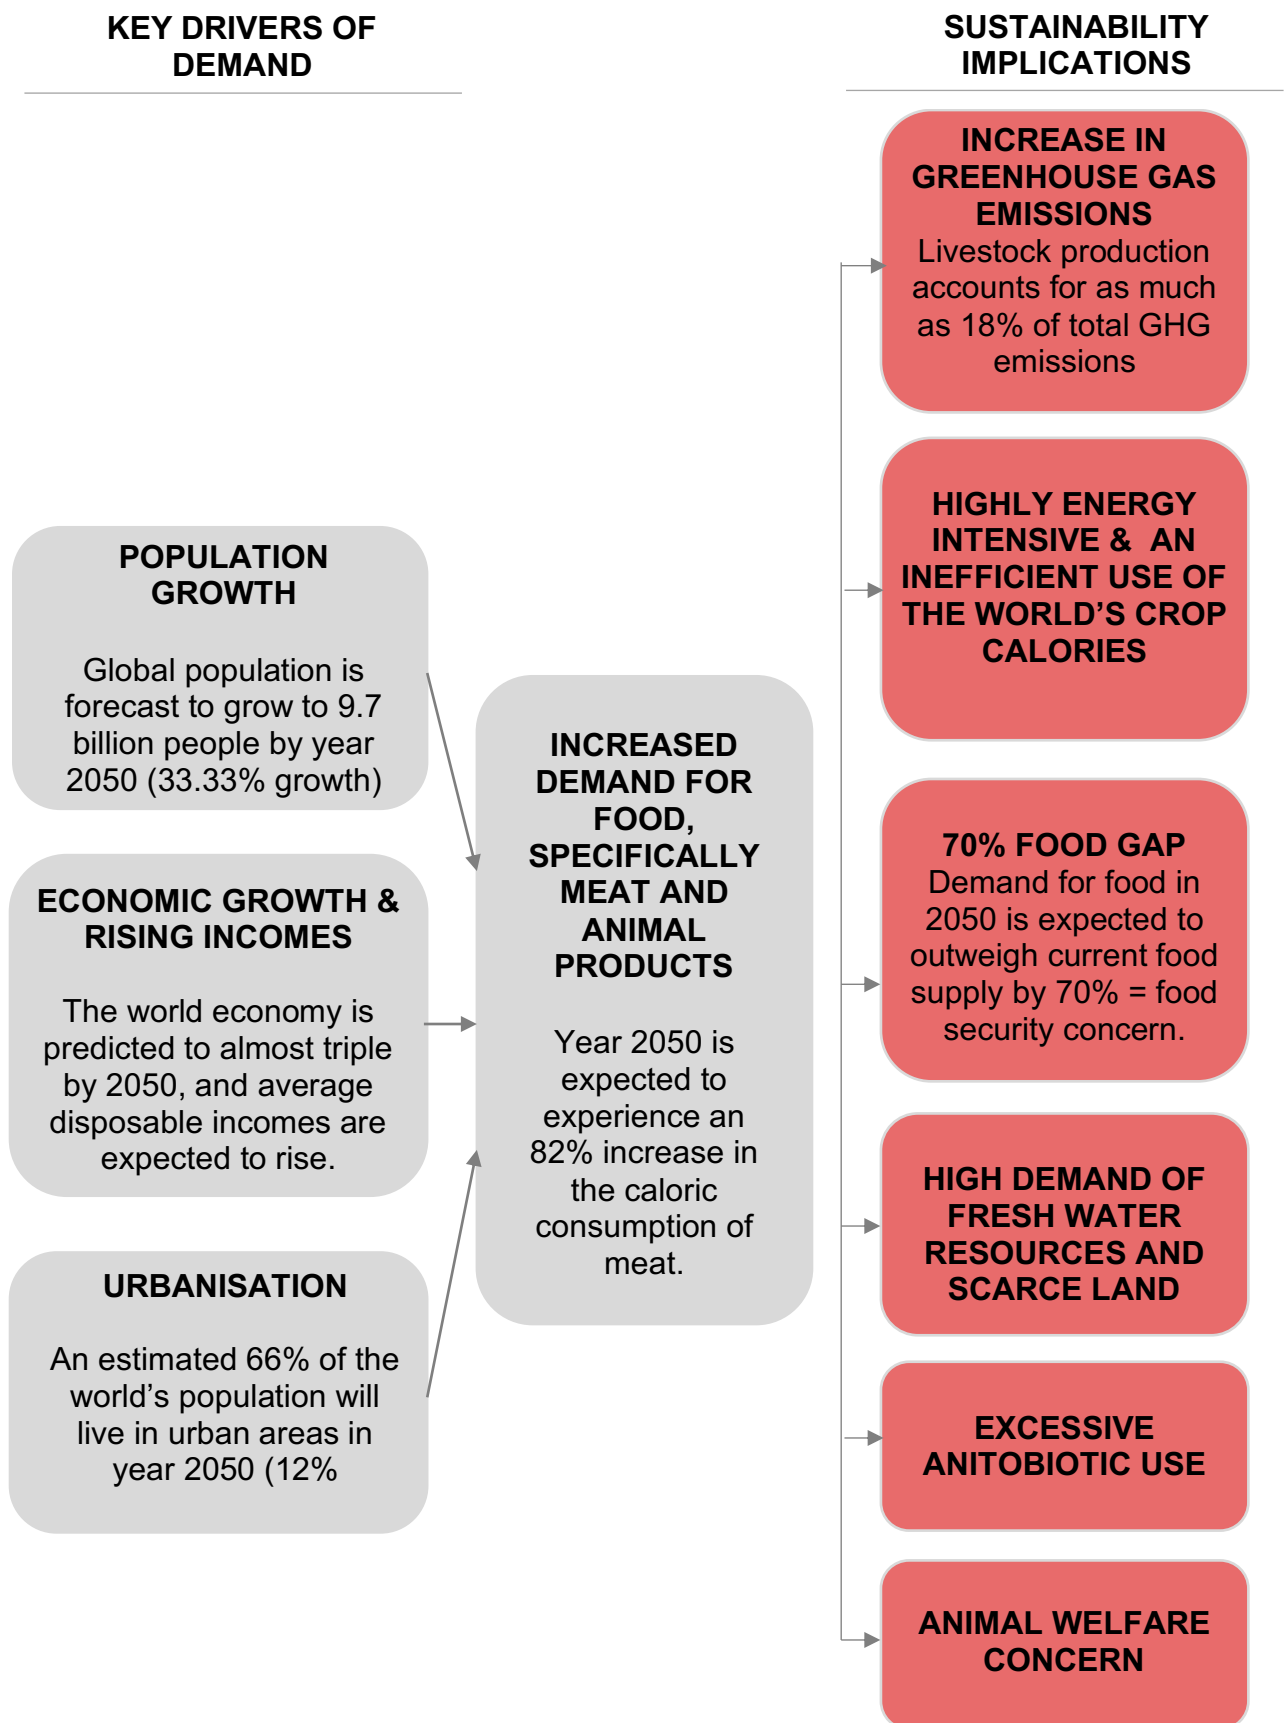 KEY DRIVERS OF
DEMAND
SUSTAINABILITY
IMPLICATIONS
POPULATION
GROWTH
Global population is
forecast to grow to 9.7
billion people by year
2050 (33.33% growth)
ECONOMIC GROWTH &
RISING INCOMES
The world economy is
predicted to almost triple
by 2050, and average
disposable incomes are
expected to rise.
URBANISATION
An estimated 66% of the
world’s population will
live in urban areas in
year 2050 (12%
INCREASED
DEMAND FOR
FOOD,
SPECIFICALLY
MEAT AND
ANIMAL
PRODUCTS
Year 2050 is
expected to
experience an
82% increase in
the caloric
consumption of
meat.
INCREASE IN
GREENHOUSE GAS
EMISSIONS
Livestock production
accounts for as much
as 18% of total GHG
emissions
HIGHLY ENERGY
INTENSIVE & AN
INEFFICIENT USE OF
THE WORLD’S CROP
CALORIES
70% FOOD GAP
Demand for food in
2050 is expected to
outweigh current food
supply by 70% = food
security concern.
HIGH DEMAND OF
FRESH WATER
RESOURCES AND
SCARCE LAND
EXCESSIVE
ANITOBIOTIC USE
ANIMAL WELFARE
CONCERN